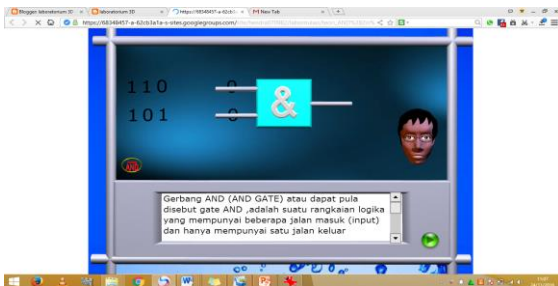 Blogger laboratorium 3D
laboratorium 3D
https://68348457-a-62cb3a1a-s-sites.googlegroups.com/
New Tab
110
0
&
101
0
AND
Gerbang AND (AND GATE) atau dapat pula
disebut gate AND ,adalah suatu rangkaian logika
yang mempunyai beberapa jalan masuk (input)
dan hanya mempunyai satu jalan keluar